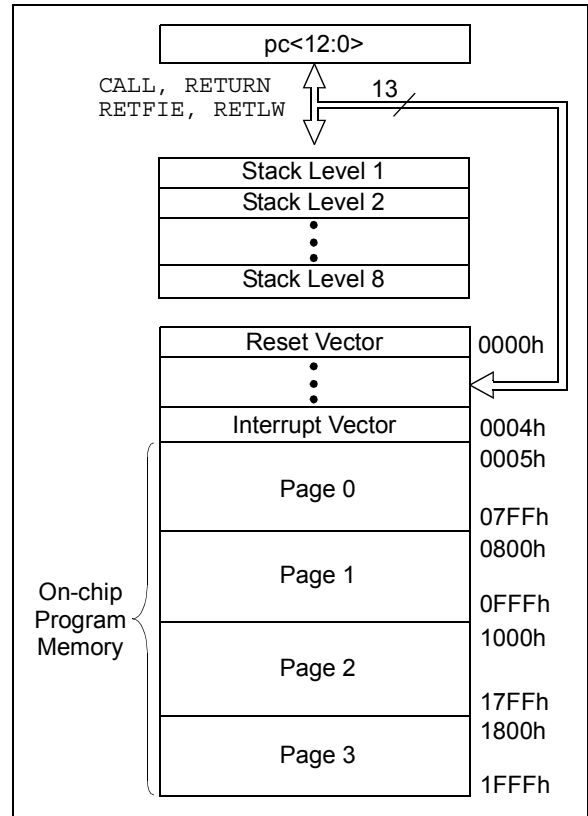 pc<12:0>
CALL, RETURN
RETFIE, RETLW
13
Stack Level 1
Stack Level 2
Stack Level 8
Reset Vector
0000h
Interrupt Vector
0004h
0005h
Page 0
07FFh
0800h
Page 1
0FFFh
On-chip
Program
Memory
1000h
Page 2
17FFh
1800h
Page 3
1FFFh